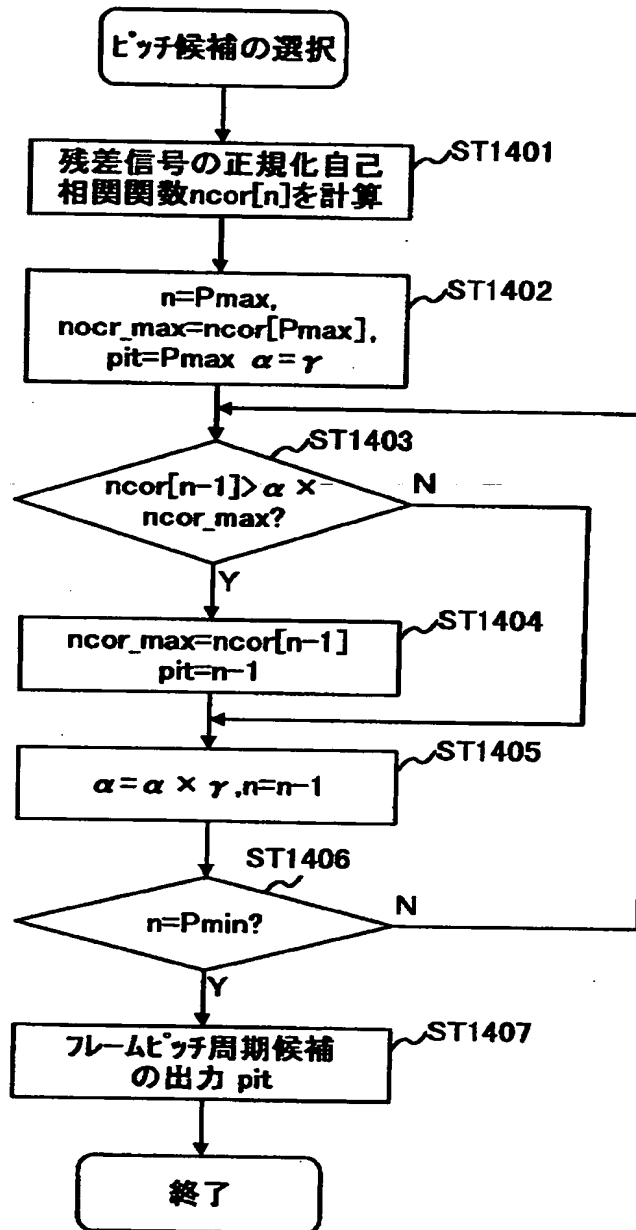 ピッチ候補の選択
ST1401
残差信号の正規化自己
相関関数ncor[n]を計算
ST1402
n=Pmax,
nocr_max=ncor[Pmax],
pit=Pmax α=γ
ST1403
ncor[n-1]>α×
ncor_max?
N
Y
ST1404
ncor_max=ncor[n-1]
pit=n-1
ST1405
α=α×γ,n=n-1
ST1406
n=Pmin?
N
Y
ST1407
フレームピッチ周期候補
の出力 pit
終了